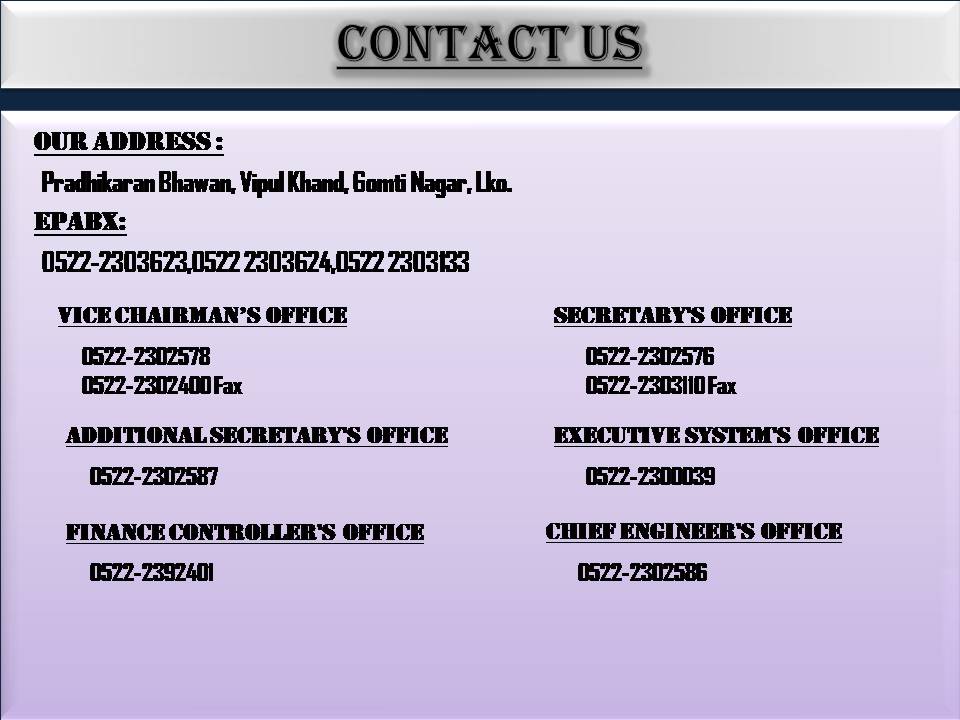 CONTACT US
OUR ADDRESS :
Pradhikaran Bhawan, Vipul Khand, Gomti Nagar, Lko.
EPABX:
0522-2303623,0522 2303624,0522 2303133
VICE CHAIRMAN’S OFFICE
0522-2302578
0522-2302400 Fax
SECRETARY'S OFFICE
0522-2302576
0522-2303110 Fax
ADDITIONAL SECRETARY'S OFFICE
0522-2302587
EXECUTIVE SYSTEM'S OFFICE
0522-2300039
FINANCE CONTROLLER'S OFFICE
0522-2392401
CHIEF ENGINEER'S OFFICE
0522-2302586